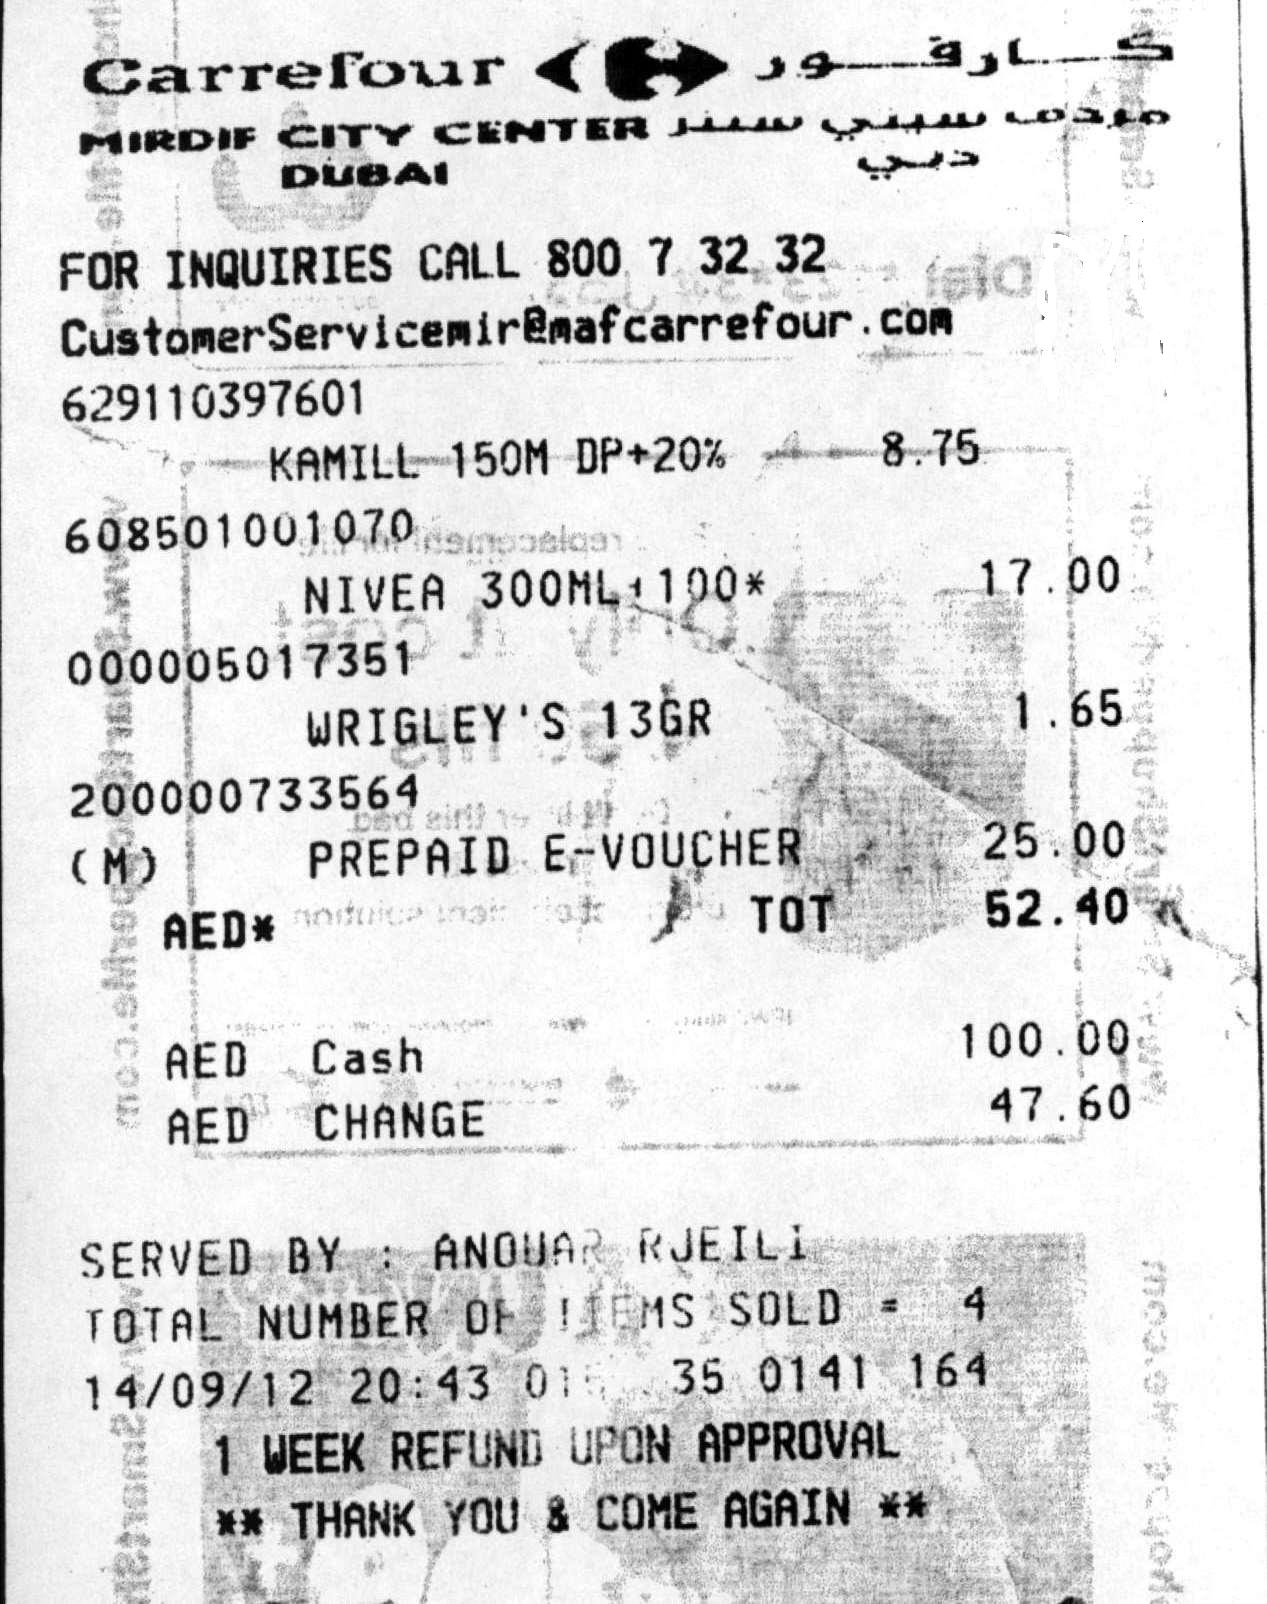 Carrefour كارفور
MIRDIF CITY CENTER مردف سيتي سنتر
DUBAI دبي
FOR INQUIRIES CALL 800 7 32 32
CustomerServicemir@mafcarrefour.com
629110397601
KAMILL 150M DP+20% 8.75
608501001070
NIVEA 300ML+100* 17.00
000005017351
WRIGLEY'S 13GR 1.65
200000733564
(M) PREPAID E-VOUCHER 25.00
AED* TOT 52.40
AED Cash 100.00
AED CHANGE 47.60
SERVED BY : ANOUAR RJEILI
TOTAL NUMBER OF ITEMS SOLD = 4
14/09/12 20:43 35 0141 164
1 WEEK REFUND UPON APPROVAL
** THANK YOU & COME AGAIN **